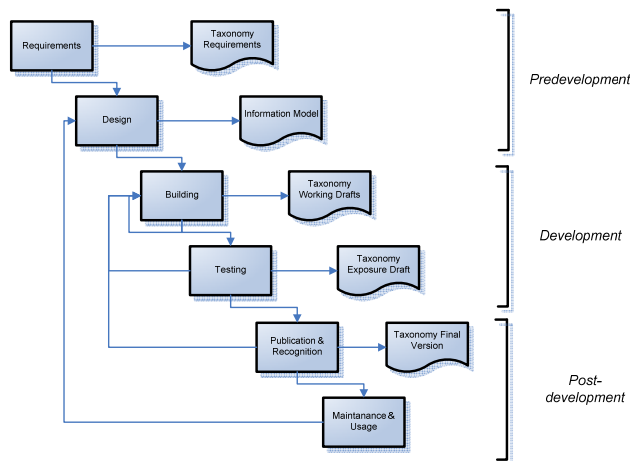 Requirements
Taxonomy
Requirements
Predevelopment
Design
Information Model
Building
Taxonomy
Working Drafts
Development
Testing
Taxonomy
Exposure Draft
Publication &
Recognition
Taxonomy Final
Version
Post-
development
Maintanance &
Usage